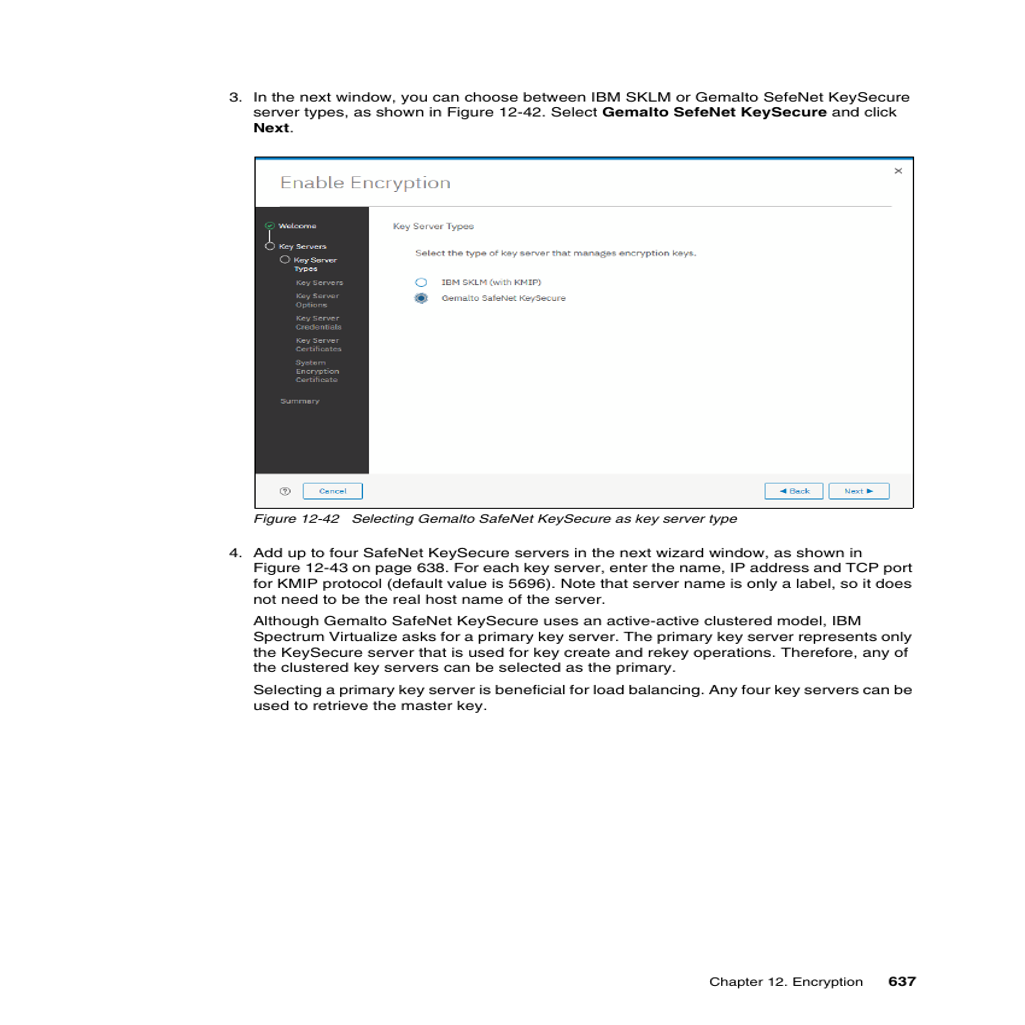 3. In the next window, you can choose between IBM SKLM or Gemalto SefeNet KeySecure
server types, as shown in Figure 12-42. Select Gemalto SefeNet KeySecure and click
Next.
Enable Encryption
×
Welcome
Key Servers
Key Server
Types
Key Servers
Key Server
Options
Key Server
Credentials
Key Server
Certificates
System
Encryption
Certificate
Summary
Key Server Types
Select the type of key server that manages encryption keys.
IBM SKLM (with KMIP)
Gemalto SafeNet KeySecure
? Cancel
◄ Back
Next ►
Figure 12-42 Selecting Gemalto SafeNet KeySecure as key server type
4. Add up to four SafeNet KeySecure servers in the next wizard window, as shown in
Figure 12-43 on page 638. For each key server, enter the name, IP address and TCP port
for KMIP protocol (default value is 5696). Note that server name is only a label, so it does
not need to be the real host name of the server.
Although Gemalto SafeNet KeySecure uses an active-active clustered model, IBM
Spectrum Virtualize asks for a primary key server. The primary key server represents only
the KeySecure server that is used for key create and rekey operations. Therefore, any of
the clustered key servers can be selected as the primary.
Selecting a primary key server is beneficial for load balancing. Any four key servers can be
used to retrieve the master key.
Chapter 12. Encryption 637